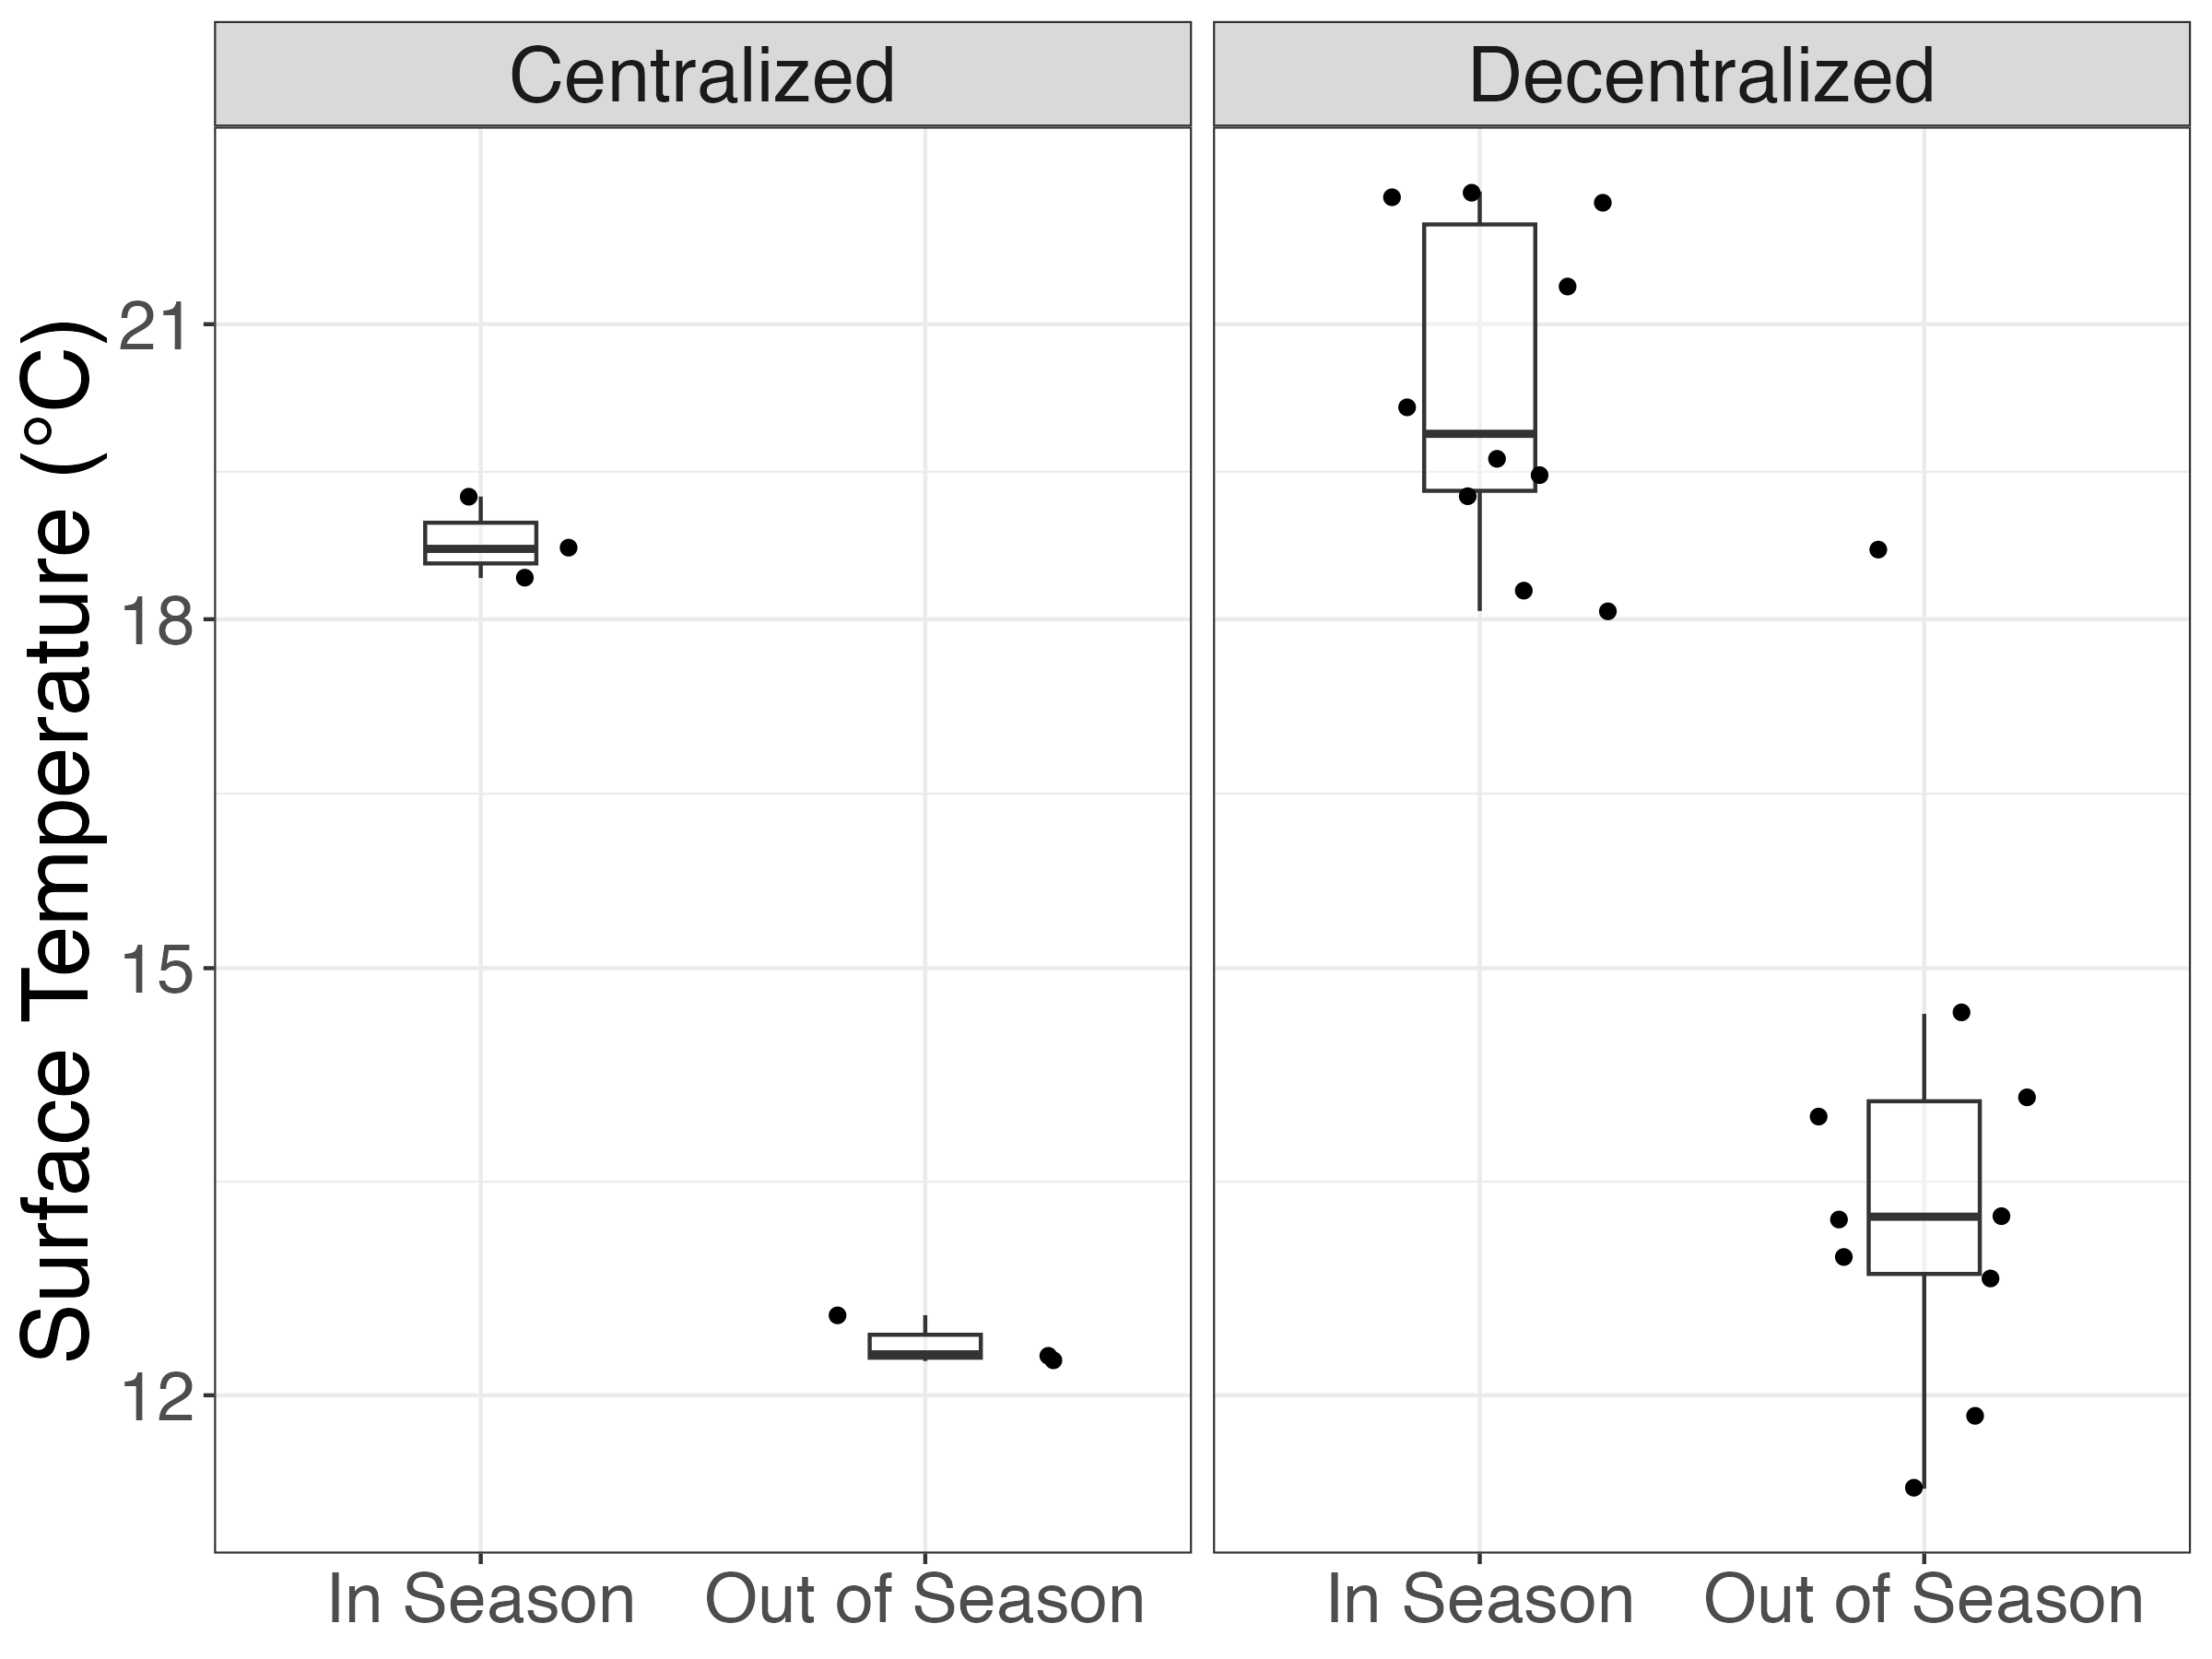 Centralized
Decentralized
Surface Temperature (°C)
21
18
15
12
In Season
Out of Season
In Season
Out of Season